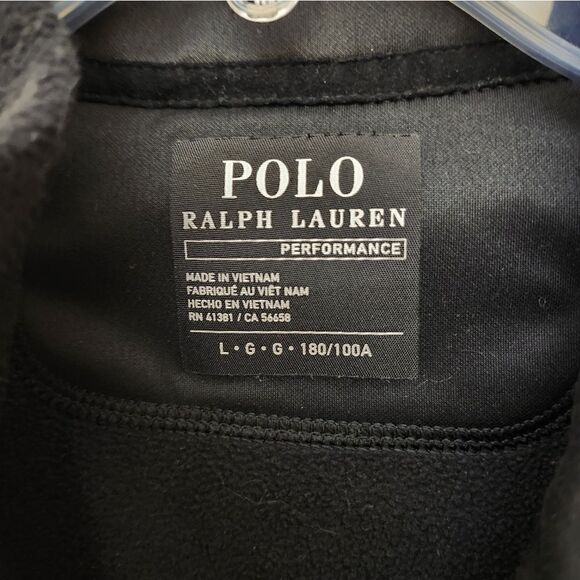 POLO
RALPH LAUREN
PERFORMANCE
MADE IN VIETNAM
FABRIQUÉ AU VIÊT NAM
HECHO EN VIETNAM
RN 41381 / CA 56658
L • G • G • 180/100A